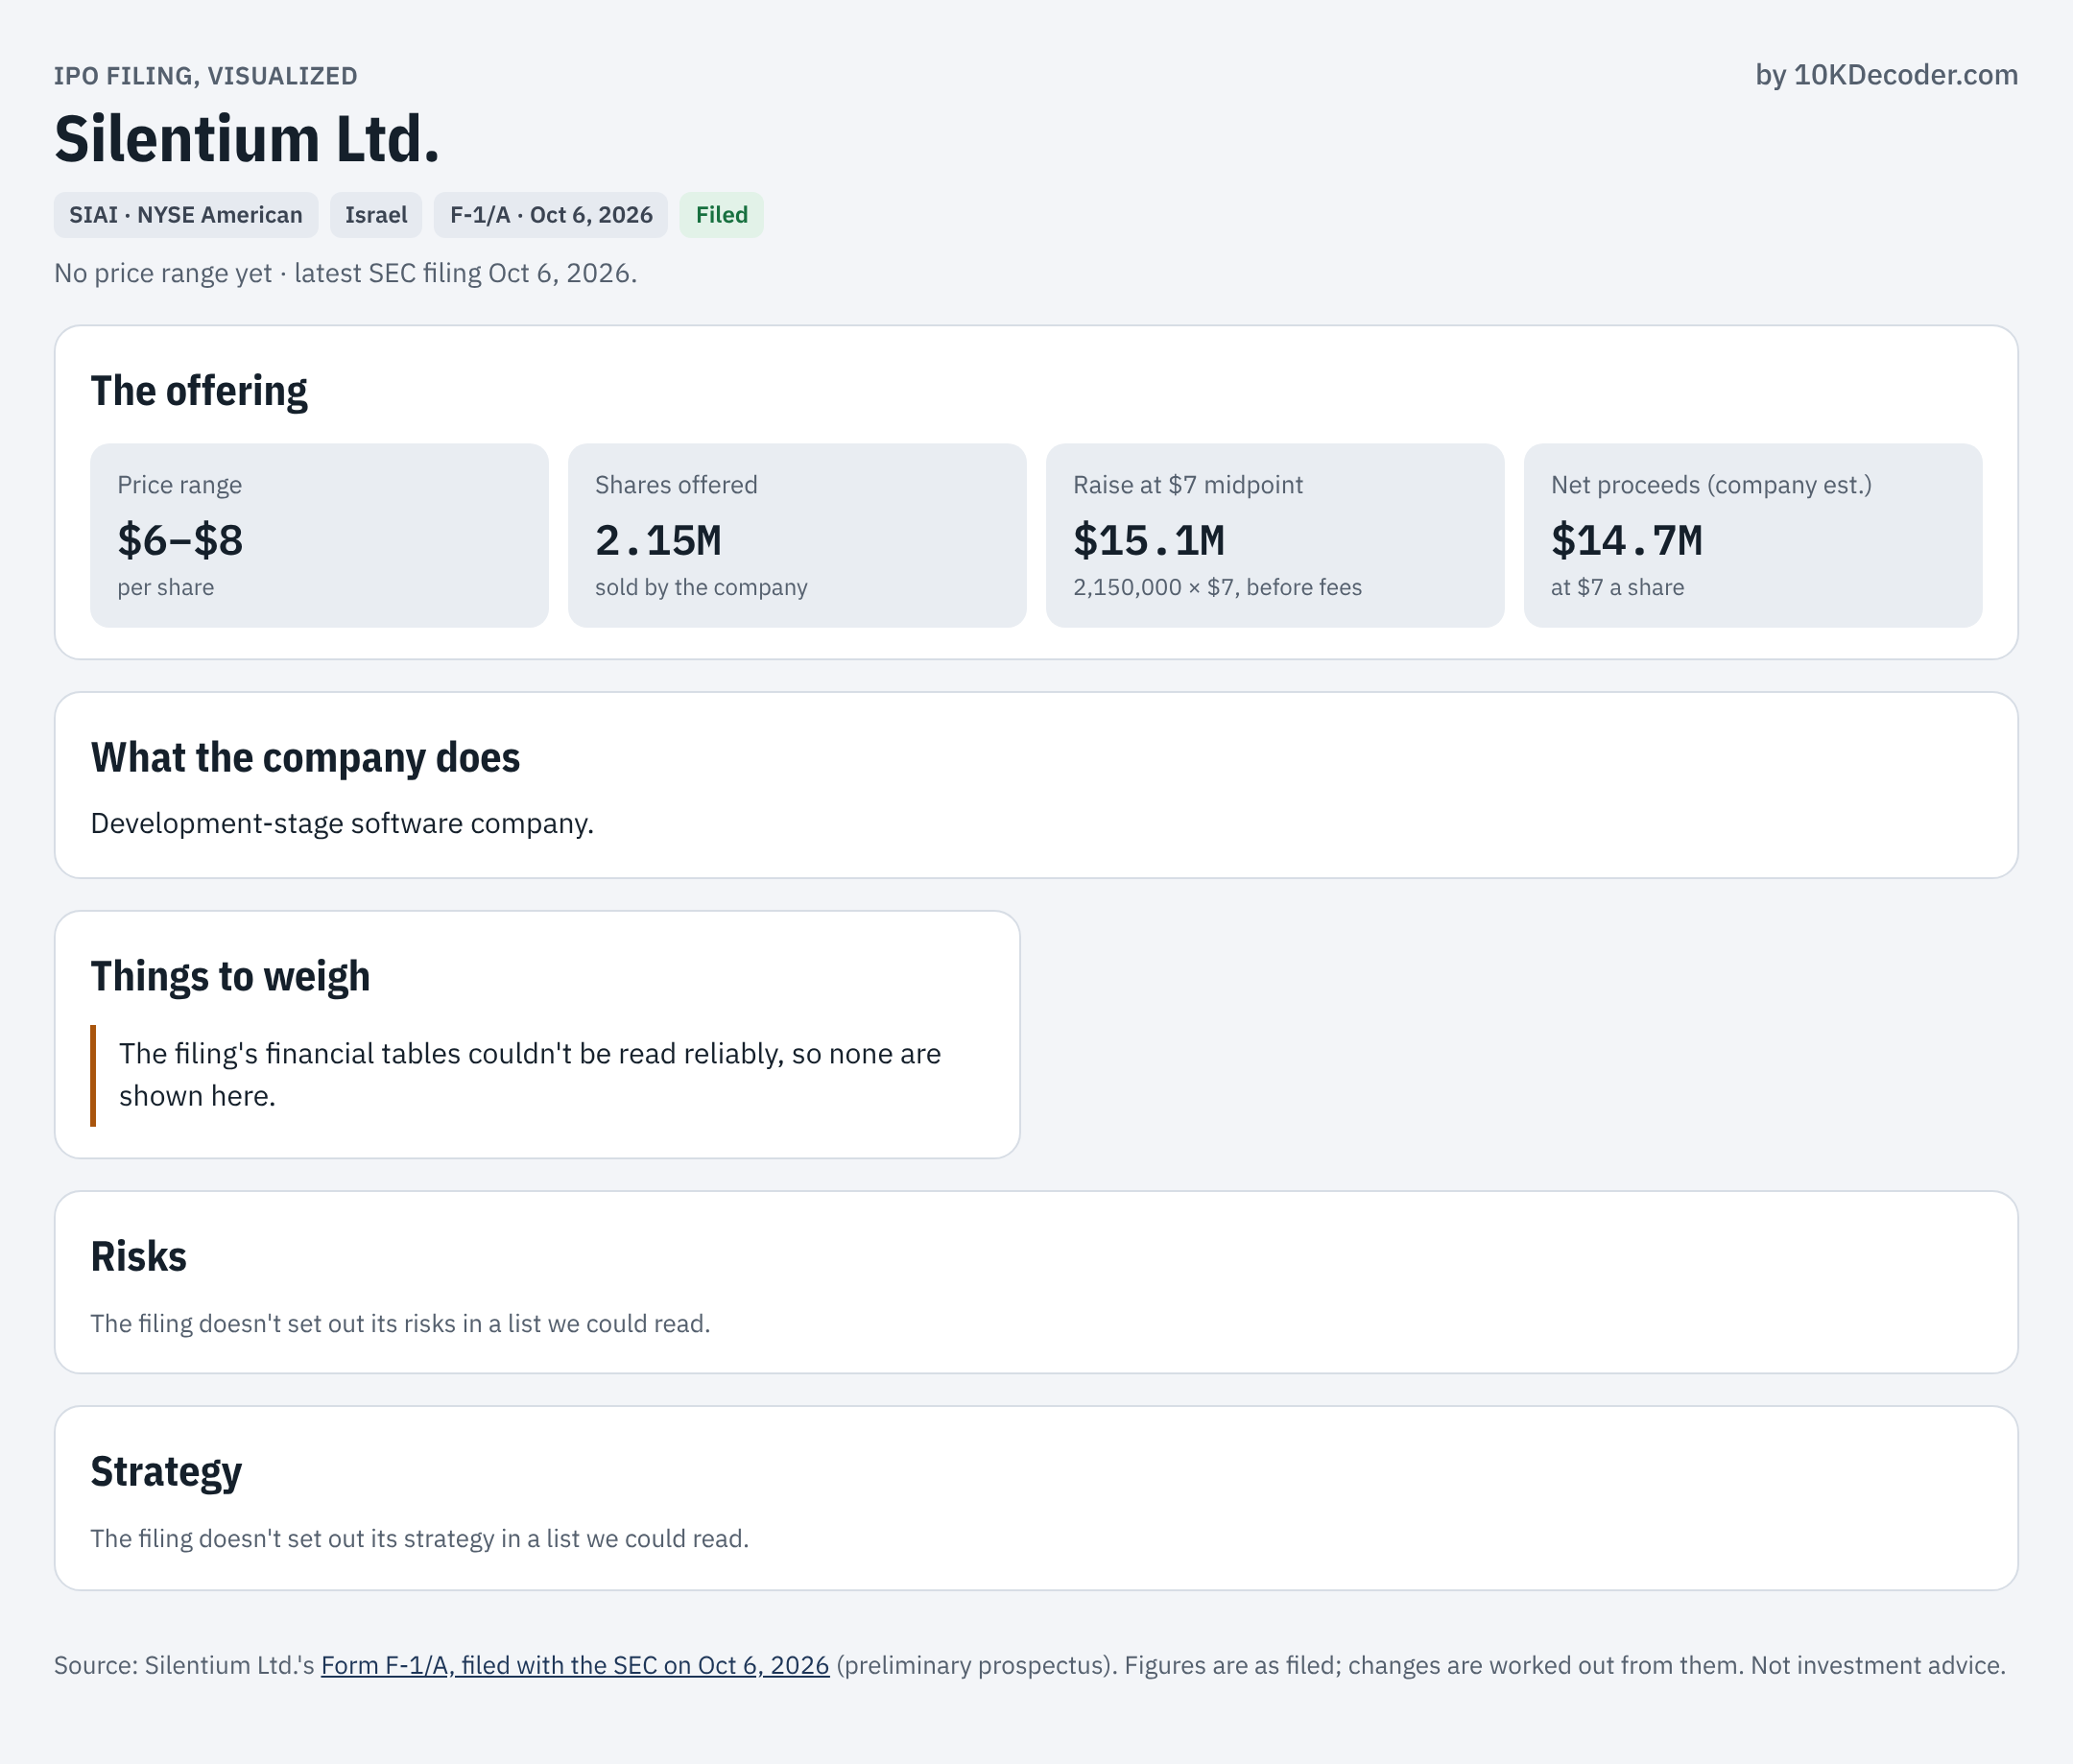 IPO FILING, VISUALIZED
by 10KDecoder.com
Silentium Ltd.
SIAI · NYSE American
Israel
F-1/A · Oct 6, 2026
Filed
No price range yet · latest SEC filing Oct 6, 2026.
The offering
Price range
$6–$8
per share
Shares offered
2.15M
sold by the company
Raise at $7 midpoint
$15.1M
2,150,000 × $7, before fees
Net proceeds (company est.)
$14.7M
at $7 a share
What the company does
Development-stage software company.
Things to weigh
The filing's financial tables couldn't be read reliably, so none are
shown here.
Risks
The filing doesn't set out its risks in a list we could read.
Strategy
The filing doesn't set out its strategy in a list we could read.
Source: Silentium Ltd.'s Form F-1/A, filed with the SEC on Oct 6, 2026 (preliminary prospectus). Figures are as filed; changes are worked out from them. Not investment advice.